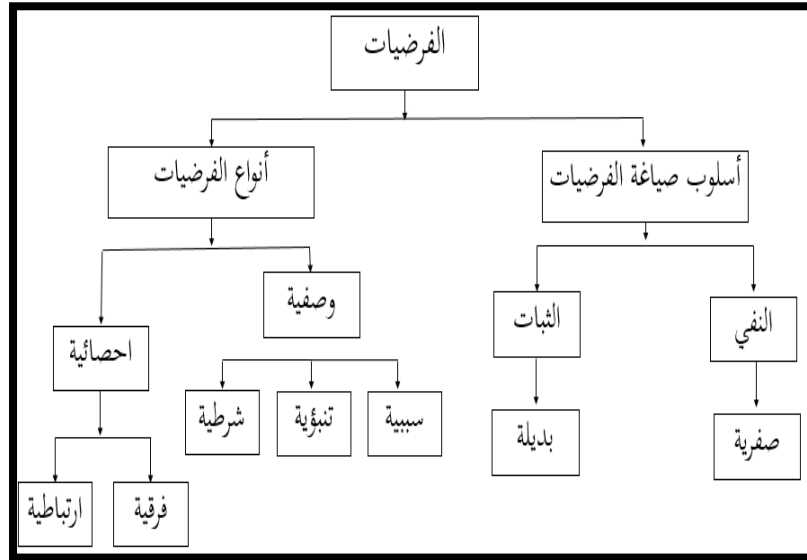 الفرضيات
أسلوب صياغة الفرضيات
أنواع الفرضيات
النفي
الثبات
وصفية
احصائية
صفرية
بديلة
سببية
تنبؤية
شرطية
فرقية
ارتباطية